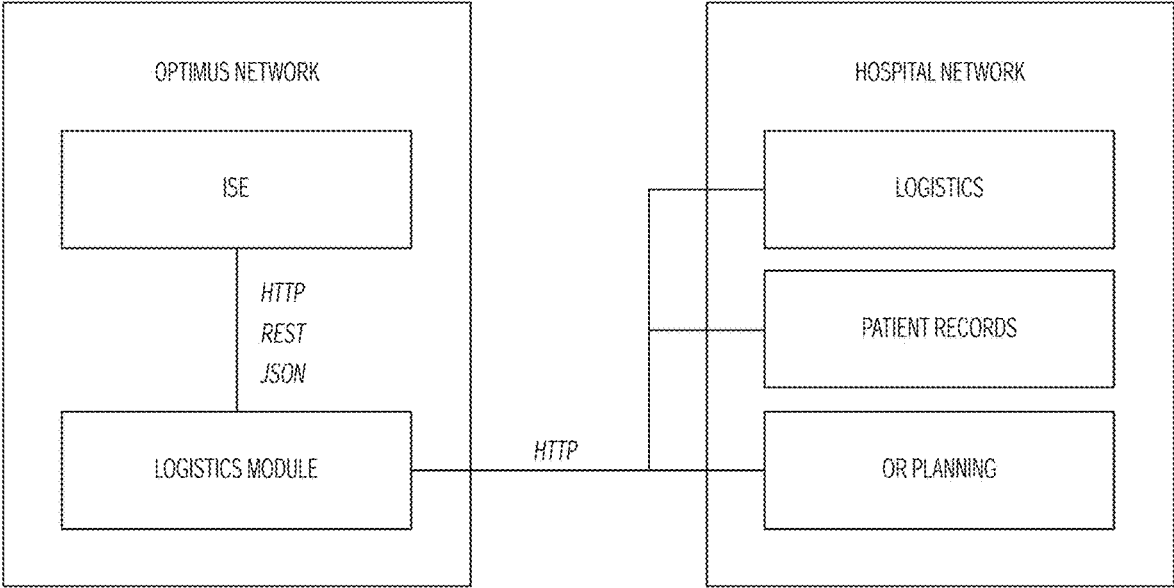 OPTIMUS NETWORK
ISE
HTTP
REST
JSON
LOGISTICS MODULE
HTTP
HOSPITAL NETWORK
LOGISTICS
PATIENT RECORDS
OR PLANNING